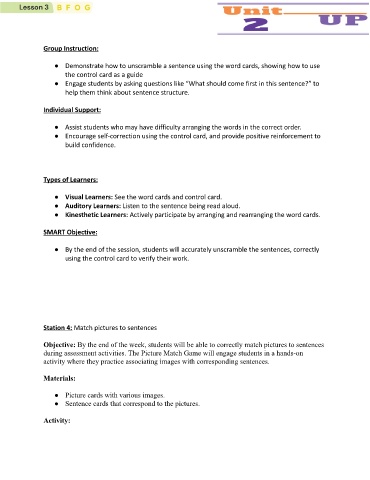 Lesson 3 B F O G
Unit
2 UP
Group Instruction:
● Demonstrate how to unscramble a sentence using the word cards, showing how to use
the control card as a guide
● Engage students by asking questions like “What should come first in this sentence?” to
help them think about sentence structure.
Individual Support:
● Assist students who may have difficulty arranging the words in the correct order.
● Encourage self-correction using the control card, and provide positive reinforcement to
build confidence.
Types of Learners:
● Visual Learners: See the word cards and control card.
● Auditory Learners: Listen to the sentence being read aloud.
● Kinesthetic Learners: Actively participate by arranging and rearranging the word cards.
SMART Objective:
● By the end of the session, students will accurately unscramble the sentences, correctly
using the control card to verify their work.
Station 4: Match pictures to sentences
Objective: By the end of the week, students will be able to correctly match pictures to sentences
during assessment activities. The Picture Match Game will engage students in a hands-on
activity where they practice associating images with corresponding sentences.
Materials:
● Picture cards with various images.
● Sentence cards that correspond to the pictures.
Activity: